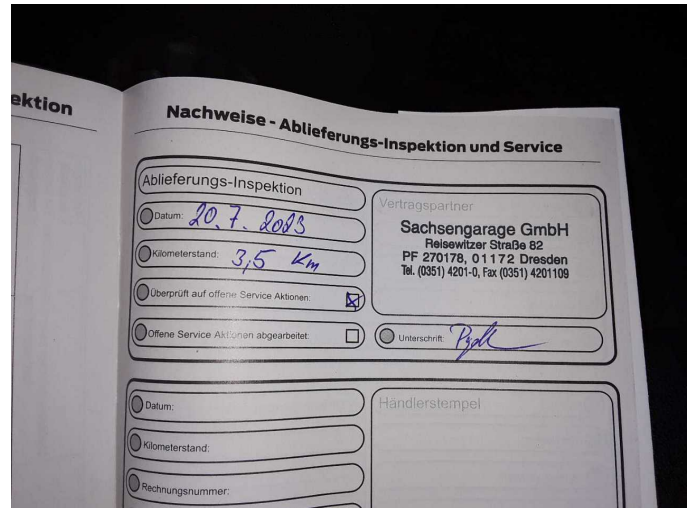 ektion
Nachweise - Ablieferungs-Inspektion und Service
Ablieferungs-Inspektion
Datum: 20.7.2023
Kilometerstand: 3,5 Km
Überprüft auf offene Service Aktionen:
Offene Service Aktionen abgearbeitet:
Vertragspartner
Sachsengarage GmbH
Reisewitzer Straße 82
PF 270178, 01172 Dresden
Tel. (0351) 4201-0, Fax (0351) 4201109
Unterschrift:
Datum:
Kilometerstand:
Rechnungsnummer:
Händlerstempel